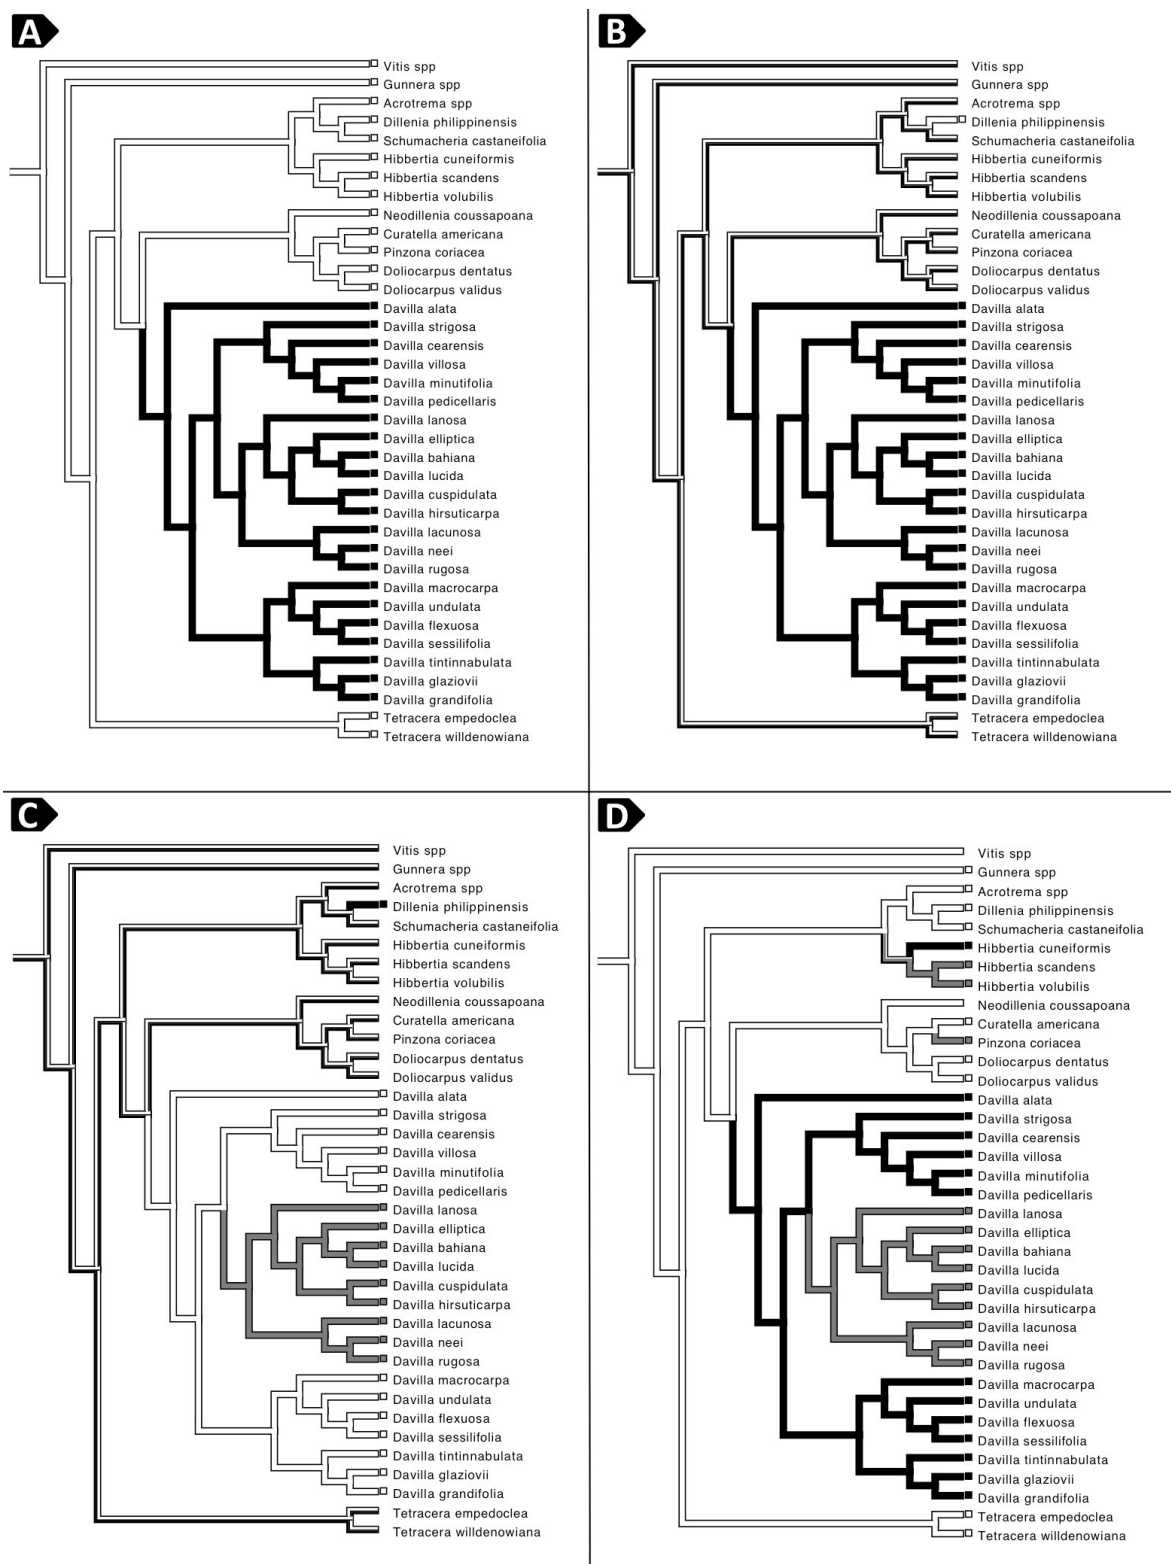 A
Vitis spp
Gunnera spp
Acrotrema spp
Dillenia philippinensis
Schumacheria castaneifolia
Hibbertia cuneiformis
Hibbertia scandens
Hibbertia volubilis
Neodillenia coussapoana
Curatella americana
Pinzona coriacea
Doliocarpus dentatus
Doliocarpus validus
Davilla alata
Davilla strigosa
Davilla cearensis
Davilla villosa
Davilla minutifolia
Davilla pedicellaris
Davilla lanosa
Davilla elliptica
Davilla bahiana
Davilla lucida
Davilla cuspidulata
Davilla hirsuticarpa
Davilla lacunosa
Davilla neei
Davilla rugosa
Davilla macrocarpa
Davilla undulata
Davilla flexuosa
Davilla sessilifolia
Davilla tintinnabulata
Davilla glaziovii
Davilla grandifolia
Tetracera empedoclea
Tetracera willdenowiana
B
Vitis spp
Gunnera spp
Acrotrema spp
Dillenia philippinensis
Schumacheria castaneifolia
Hibbertia cuneiformis
Hibbertia scandens
Hibbertia volubilis
Neodillenia coussapoana
Curatella americana
Pinzona coriacea
Doliocarpus dentatus
Doliocarpus validus
Davilla alata
Davilla strigosa
Davilla cearensis
Davilla villosa
Davilla minutifolia
Davilla pedicellaris
Davilla lanosa
Davilla elliptica
Davilla bahiana
Davilla lucida
Davilla cuspidulata
Davilla hirsuticarpa
Davilla lacunosa
Davilla neei
Davilla rugosa
Davilla macrocarpa
Davilla undulata
Davilla flexuosa
Davilla sessilifolia
Davilla tintinnabulata
Davilla glaziovii
Davilla grandifolia
Tetracera empedoclea
Tetracera willdenowiana
C
Vitis spp
Gunnera spp
Acrotrema spp
Dillenia philippinensis
Schumacheria castaneifolia
Hibbertia cuneiformis
Hibbertia scandens
Hibbertia volubilis
Neodillenia coussapoana
Curatella americana
Pinzona coriacea
Doliocarpus dentatus
Doliocarpus validus
Davilla alata
Davilla strigosa
Davilla cearensis
Davilla villosa
Davilla minutifolia
Davilla pedicellaris
Davilla lanosa
Davilla elliptica
Davilla bahiana
Davilla lucida
Davilla cuspidulata
Davilla hirsuticarpa
Davilla lacunosa
Davilla neei
Davilla rugosa
Davilla macrocarpa
Davilla undulata
Davilla flexuosa
Davilla sessilifolia
Davilla tintinnabulata
Davilla glaziovii
Davilla grandifolia
Tetracera empedoclea
Tetracera willdenowiana
D
Vitis spp
Gunnera spp
Acrotrema spp
Dillenia philippinensis
Schumacheria castaneifolia
Hibbertia cuneiformis
Hibbertia scandens
Hibbertia volubilis
Neodillenia coussapoana
Curatella americana
Pinzona coriacea
Doliocarpus dentatus
Doliocarpus validus
Davilla alata
Davilla strigosa
Davilla cearensis
Davilla villosa
Davilla minutifolia
Davilla pedicellaris
Davilla lanosa
Davilla elliptica
Davilla bahiana
Davilla lucida
Davilla cuspidulata
Davilla hirsuticarpa
Davilla lacunosa
Davilla neei
Davilla rugosa
Davilla macrocarpa
Davilla undulata
Davilla flexuosa
Davilla sessilifolia
Davilla tintinnabulata
Davilla glaziovii
Davilla grandifolia
Tetracera empedoclea
Tetracera willdenowiana